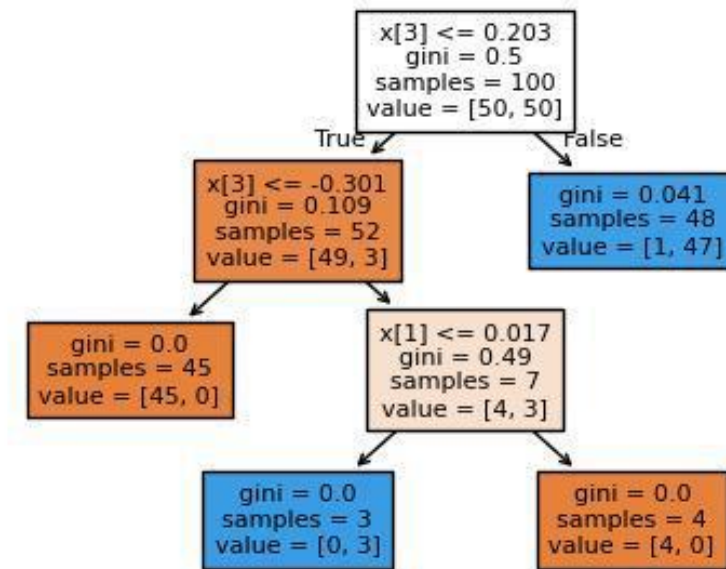 x[3] <= 0.203
gini = 0.5
samples = 100
value = [50, 50]
True
False
x[3] <= -0.301
gini = 0.109
samples = 52
value = [49, 3]
gini = 0.041
samples = 48
value = [1, 47]
gini = 0.0
samples = 45
value = [45, 0]
x[1] <= 0.017
gini = 0.49
samples = 7
value = [4, 3]
gini = 0.0
samples = 3
value = [0, 3]
gini = 0.0
samples = 4
value = [4, 0]